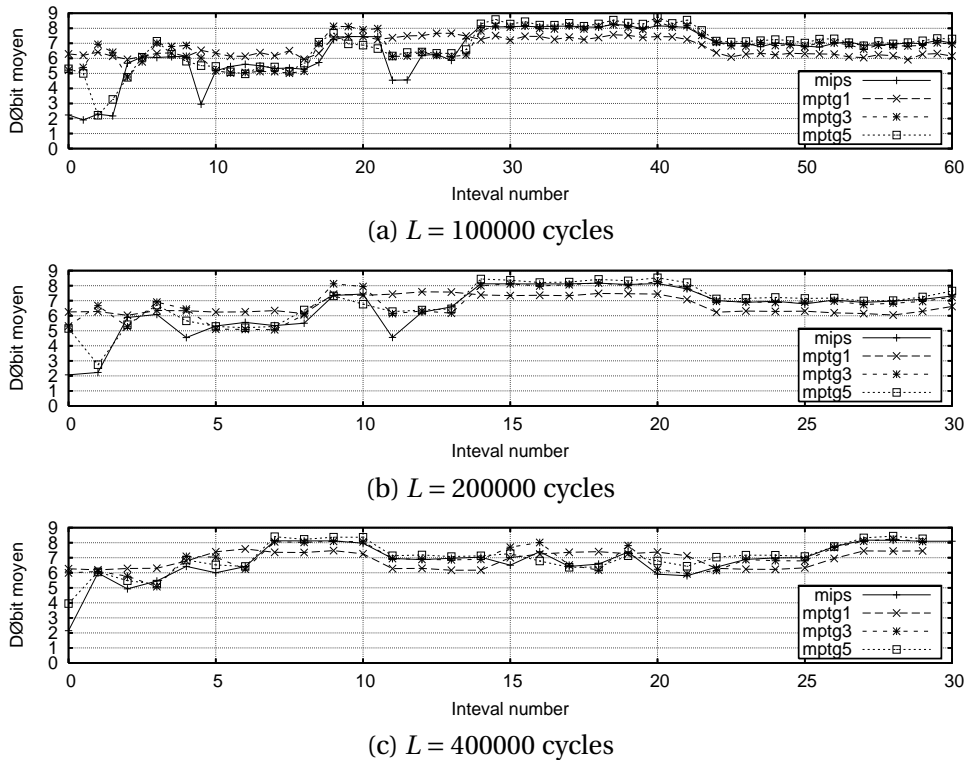 9
8
7
6
5
4
3
2
1
0
DØbit moyen
mips
mptg1
mptg3
mptg5
0 10 20 30 40 50 60
Inteval number
(a) L = 100000 cycles
9
8
7
6
5
4
3
2
1
0
DØbit moyen
mips
mptg1
mptg3
mptg5
0 5 10 15 20 25 30
Inteval number
(b) L = 200000 cycles
9
8
7
6
5
4
3
2
1
0
DØbit moyen
mips
mptg1
mptg3
mptg5
0 5 10 15 20 25 30
Inteval number
(c) L = 400000 cycles